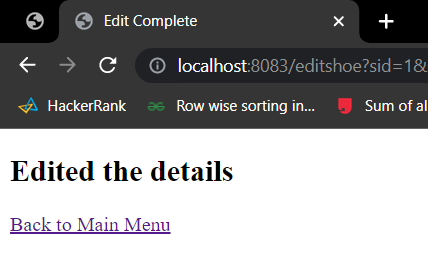 Edit Complete
localhost:8083/editshoe?sid=1&
HackerRank
Row wise sorting in...
Sum of al
Edited the details
Back to Main Menu